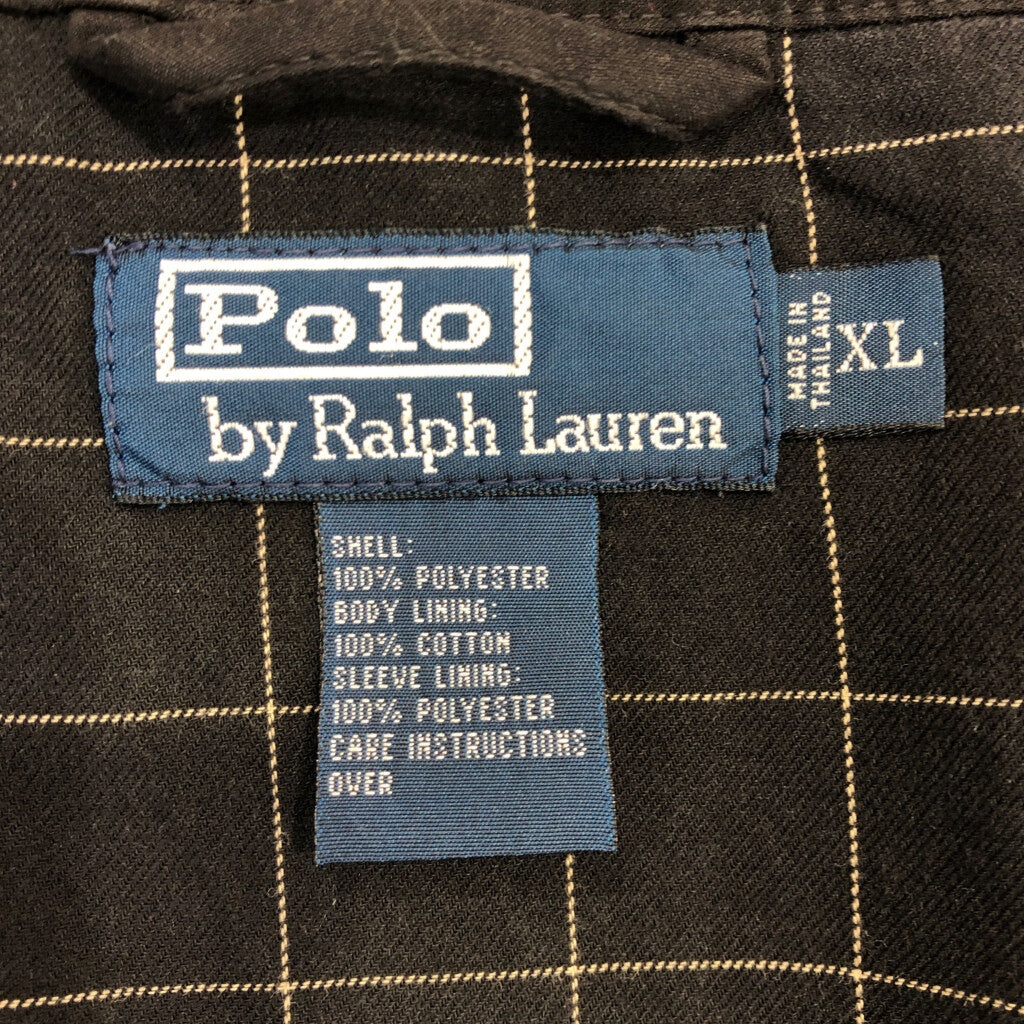 Polo
by Ralph Lauren
MADE IN
THAILAND
XL
SHELL:
100% POLYESTER
BODY LINING:
100% COTTON
SLEEVE LINING:
100% POLYESTER
CARE INSTRUCTIONS
OVER